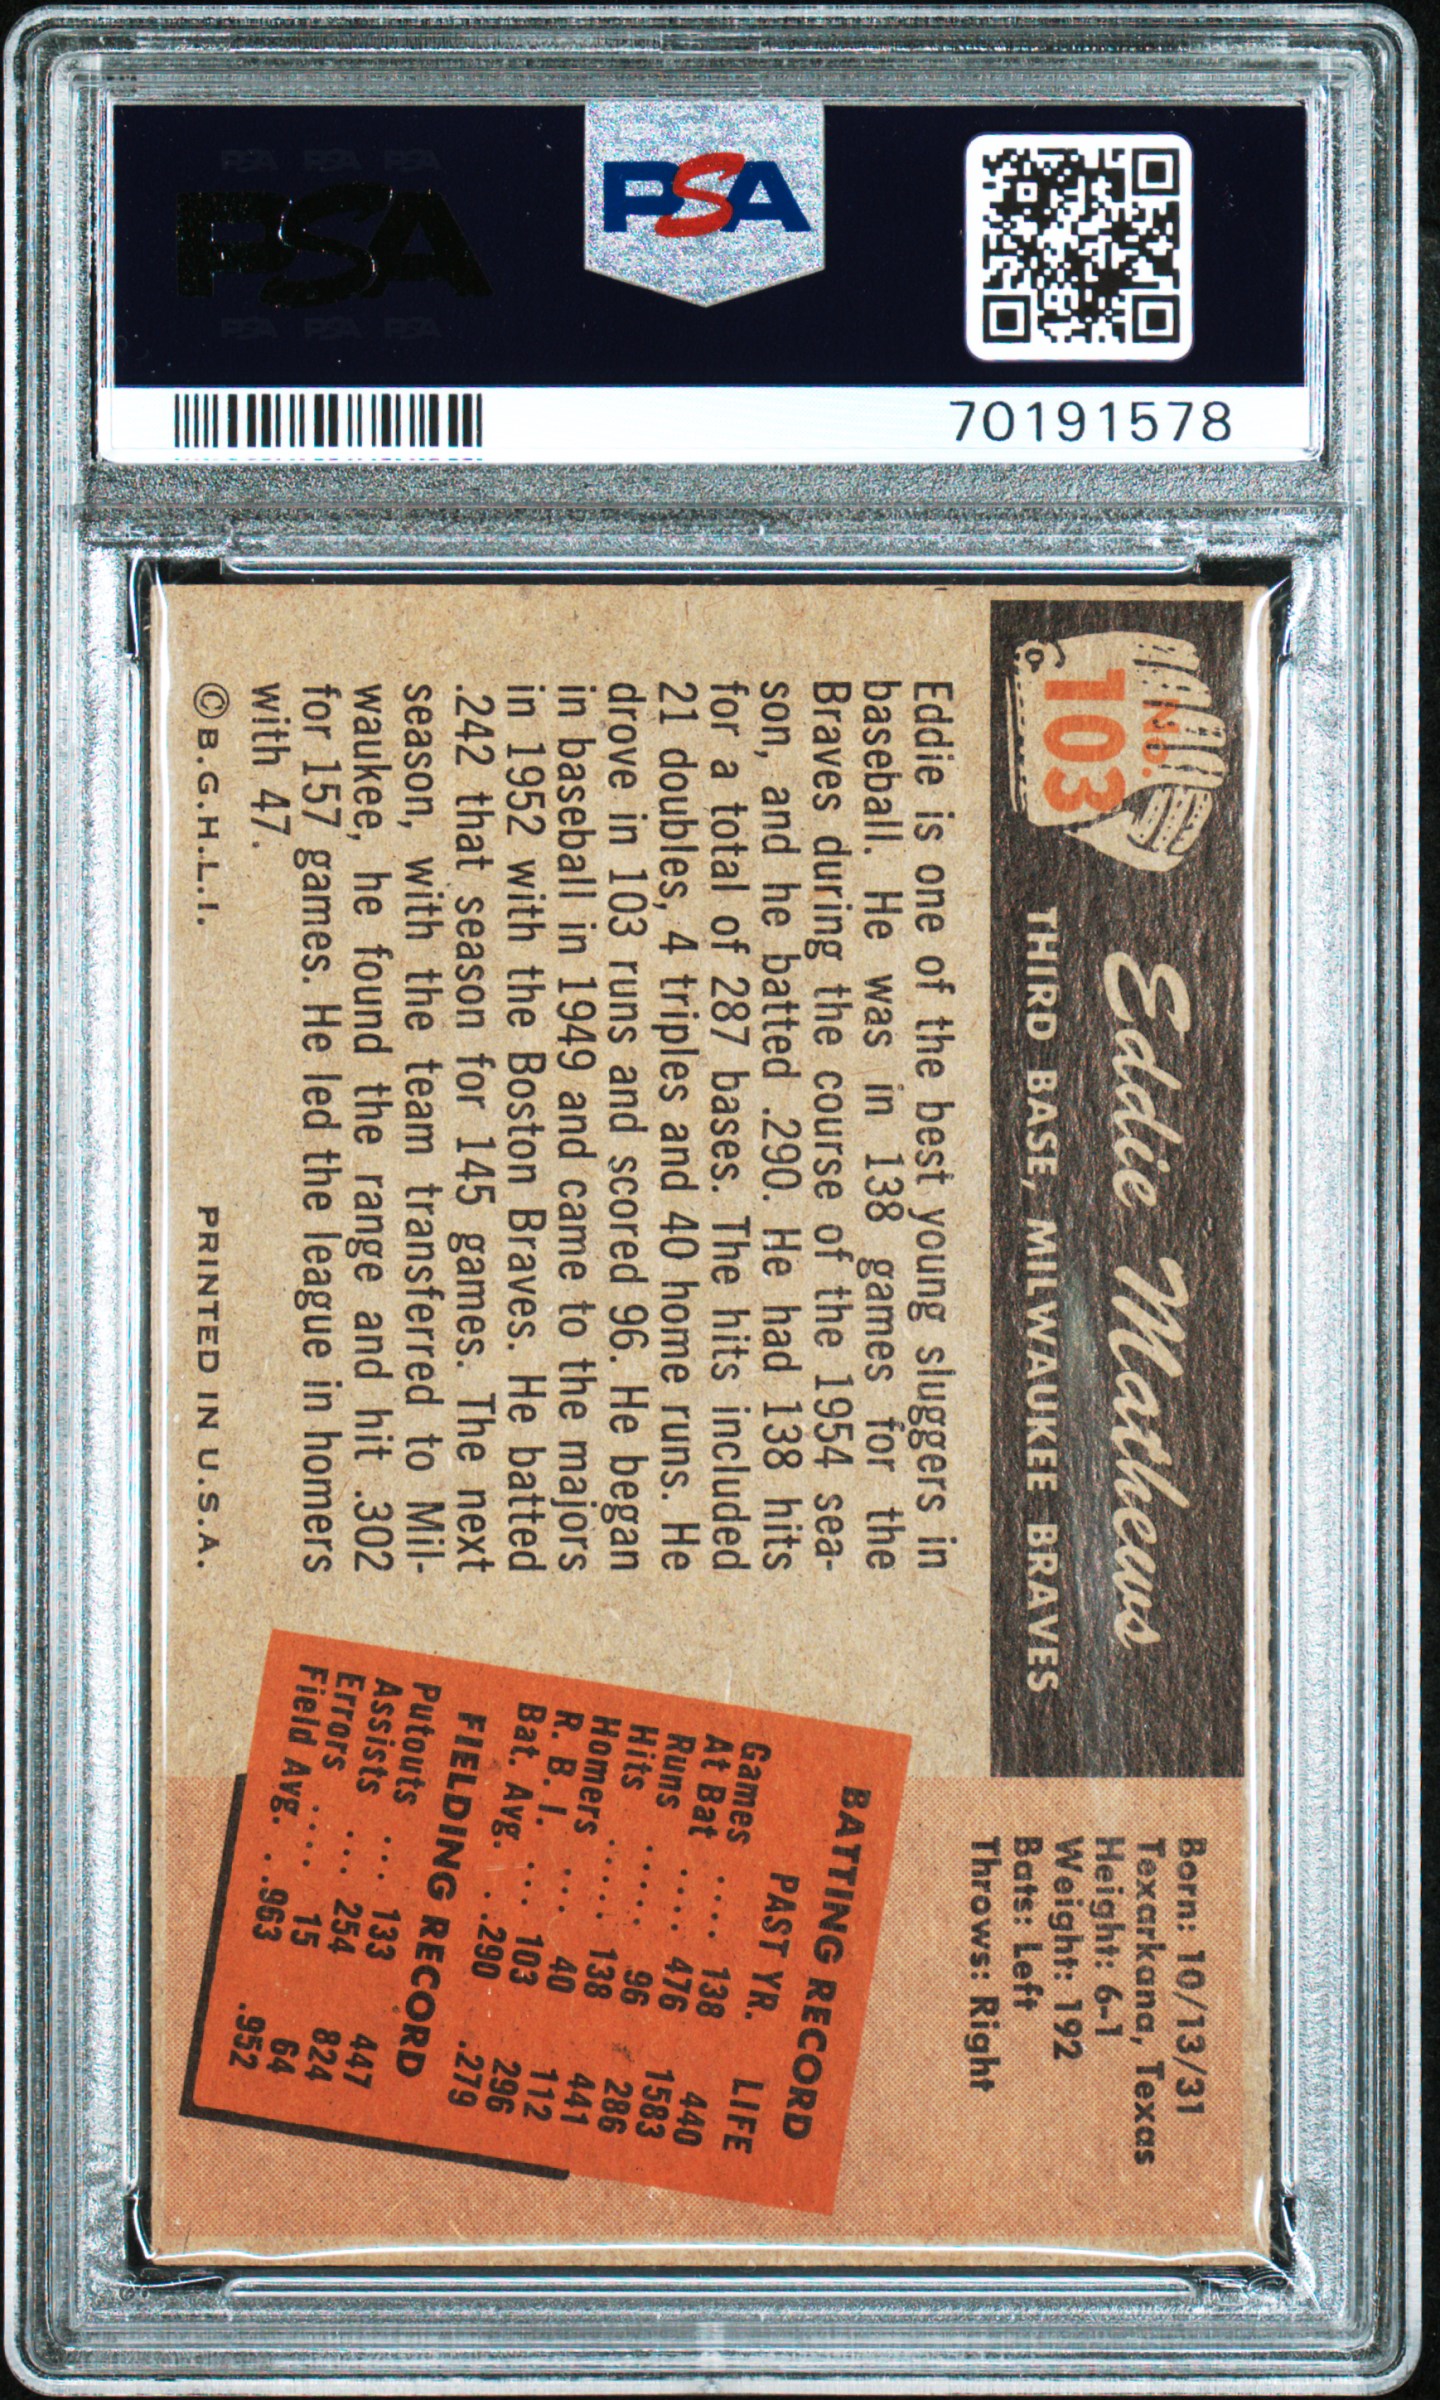 PSA PSA PSA
PSA
PSA PSA PSA
PSA
70191578
No.
103
Eddie Mathews
THIRD BASE, MILWAUKEE BRAVES
Born: 10/13/31
Texarkana, Texas
Height: 6-1
Weight: 192
Bats: Left
Throws: Right
Eddie is one of the best young sluggers in
baseball. He was in 138 games for the
Braves during the course of the 1954 sea-
son, and he batted .290. He had 138 hits
for a total of 287 bases. The hits included
21 doubles, 4 triples and 40 home runs. He
drove in 103 runs and scored 96. He began
in baseball in 1949 and came to the majors
in 1952 with the Boston Braves. He batted
.242 that season for 145 games. The next
season, with the team transferred to Mil-
waukee, he found the range and hit .302
for 157 games. He led the league in homers
with 47.
© B.G.H.L.I. PRINTED IN U.S.A.
BATTING RECORD
PAST YR. LIFE
Games .... 138 440
At Bat .... 476 1583
Runs ..... 96 286
Hits ..... 138 441
Homers ... 40 112
R. B. I. ... 103 296
Bat. Avg. . .290 .279
FIELDING RECORD
Putouts ... 133 447
Assists ... 254 824
Errors .... 15 64
Field Avg. . .963 .952